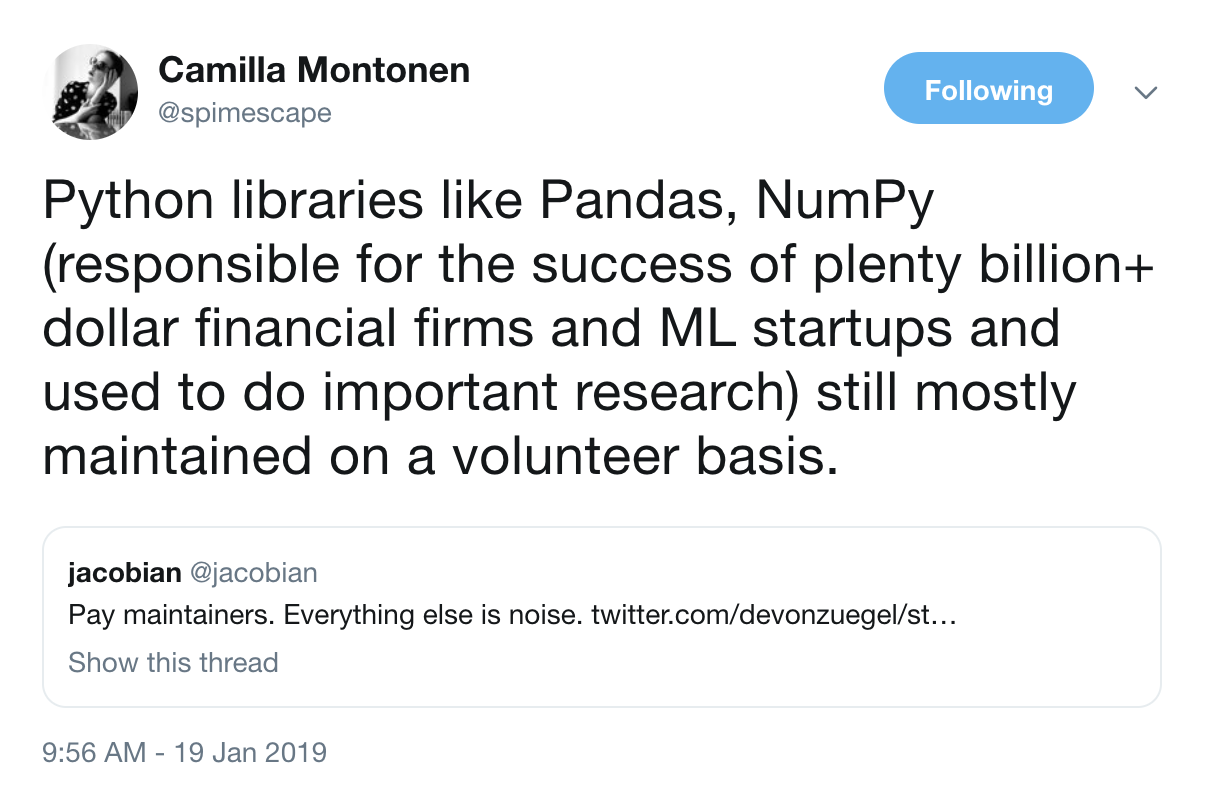 Camilla Montonen
@spimescape
Following
Python libraries like Pandas, NumPy
(responsible for the success of plenty billion+
dollar financial firms and ML startups and
used to do important research) still mostly
maintained on a volunteer basis.
jacobian @jacobian
Pay maintainers. Everything else is noise. twitter.com/devonzuegel/st…
Show this thread
9:56 AM - 19 Jan 2019